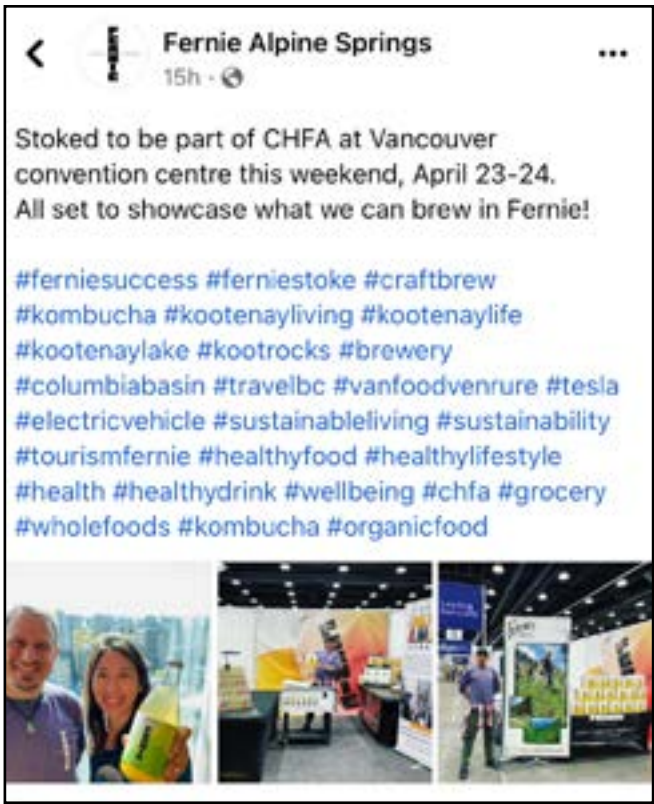 Fernie Alpine Springs
15h ·
Stoked to be part of CHFA at Vancouver
convention centre this weekend, April 23-24.
All set to showcase what we can brew in Fernie!
#ferniesuccess #ferniestoke #craftbrew
#kombucha #kootenayliving #kootenaylife
#kootenaylake #kootrocks #brewery
#columbiabasin #travelbc #vanfoodvenrure #tesla
#electricvehicle #sustainableliving #sustainability
#tourismfernie #healthyfood #healthylifestyle
#health #healthydrink #wellbeing #chfa #grocery
#wholefoods #kombucha #organicfood